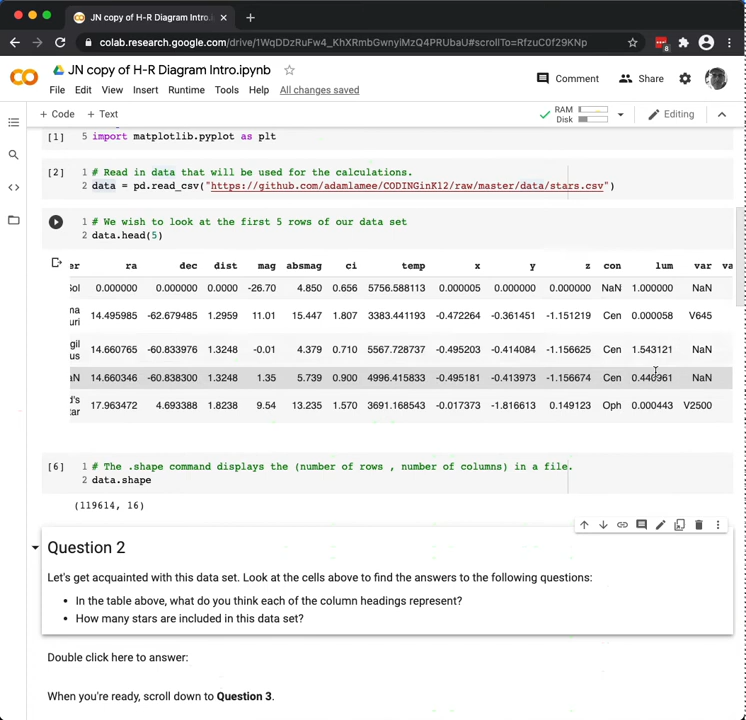 JN copy of H-R Diagram Intro.i
colab.research.google.com/drive/1WqDDzRuFw4_KhXRmbGwnyiMzQ4PRUbaU#scrollTo=RfzuC0f29KNp
8
JN copy of H-R Diagram Intro.ipynb
Comment
Share
File Edit View Insert Runtime Tools Help All changes saved
+ Code + Text
RAM
Disk
Editing
[1] 5 import matplotlib.pyplot as plt
[2] 1 # Read in data that will be used for the calculations.
2 data = pd.read_csv("https://github.com/adamlamee/CODINGinK12/raw/master/data/stars.csv")
1 # We wish to look at the first 5 rows of our data set
2 data.head(5)
er ra dec dist mag absmag ci temp x y z con lum var va
Sol 0.000000 0.000000 0.0000 -26.70 4.850 0.656 5756.588113 0.000005 0.000000 0.000000 NaN 1.000000 NaN
ma
uri 14.495985 -62.679485 1.2959 11.01 15.447 1.807 3383.441193 -0.472264 -0.361451 -1.151219 Cen 0.000058 V645
gil
us 14.660765 -60.833976 1.3248 -0.01 4.379 0.710 5567.728737 -0.495203 -0.414084 -1.156625 Cen 1.543121 NaN
aN 14.660346 -60.838300 1.3248 1.35 5.739 0.900 4996.415833 -0.495181 -0.413973 -1.156674 Cen 0.440961 NaN
d's
tar 17.963472 4.693388 1.8238 9.54 13.235 1.570 3691.168543 -0.017373 -1.816613 0.149123 Oph 0.000443 V2500
[6] 1 # The .shape command displays the (number of rows , number of columns) in a file.
2 data.shape
(119614, 16)
Question 2
Let's get acquainted with this data set. Look at the cells above to find the answers to the following questions:
• In the table above, what do you think each of the column headings represent?
• How many stars are included in this data set?
Double click here to answer:
When you're ready, scroll down to Question 3.